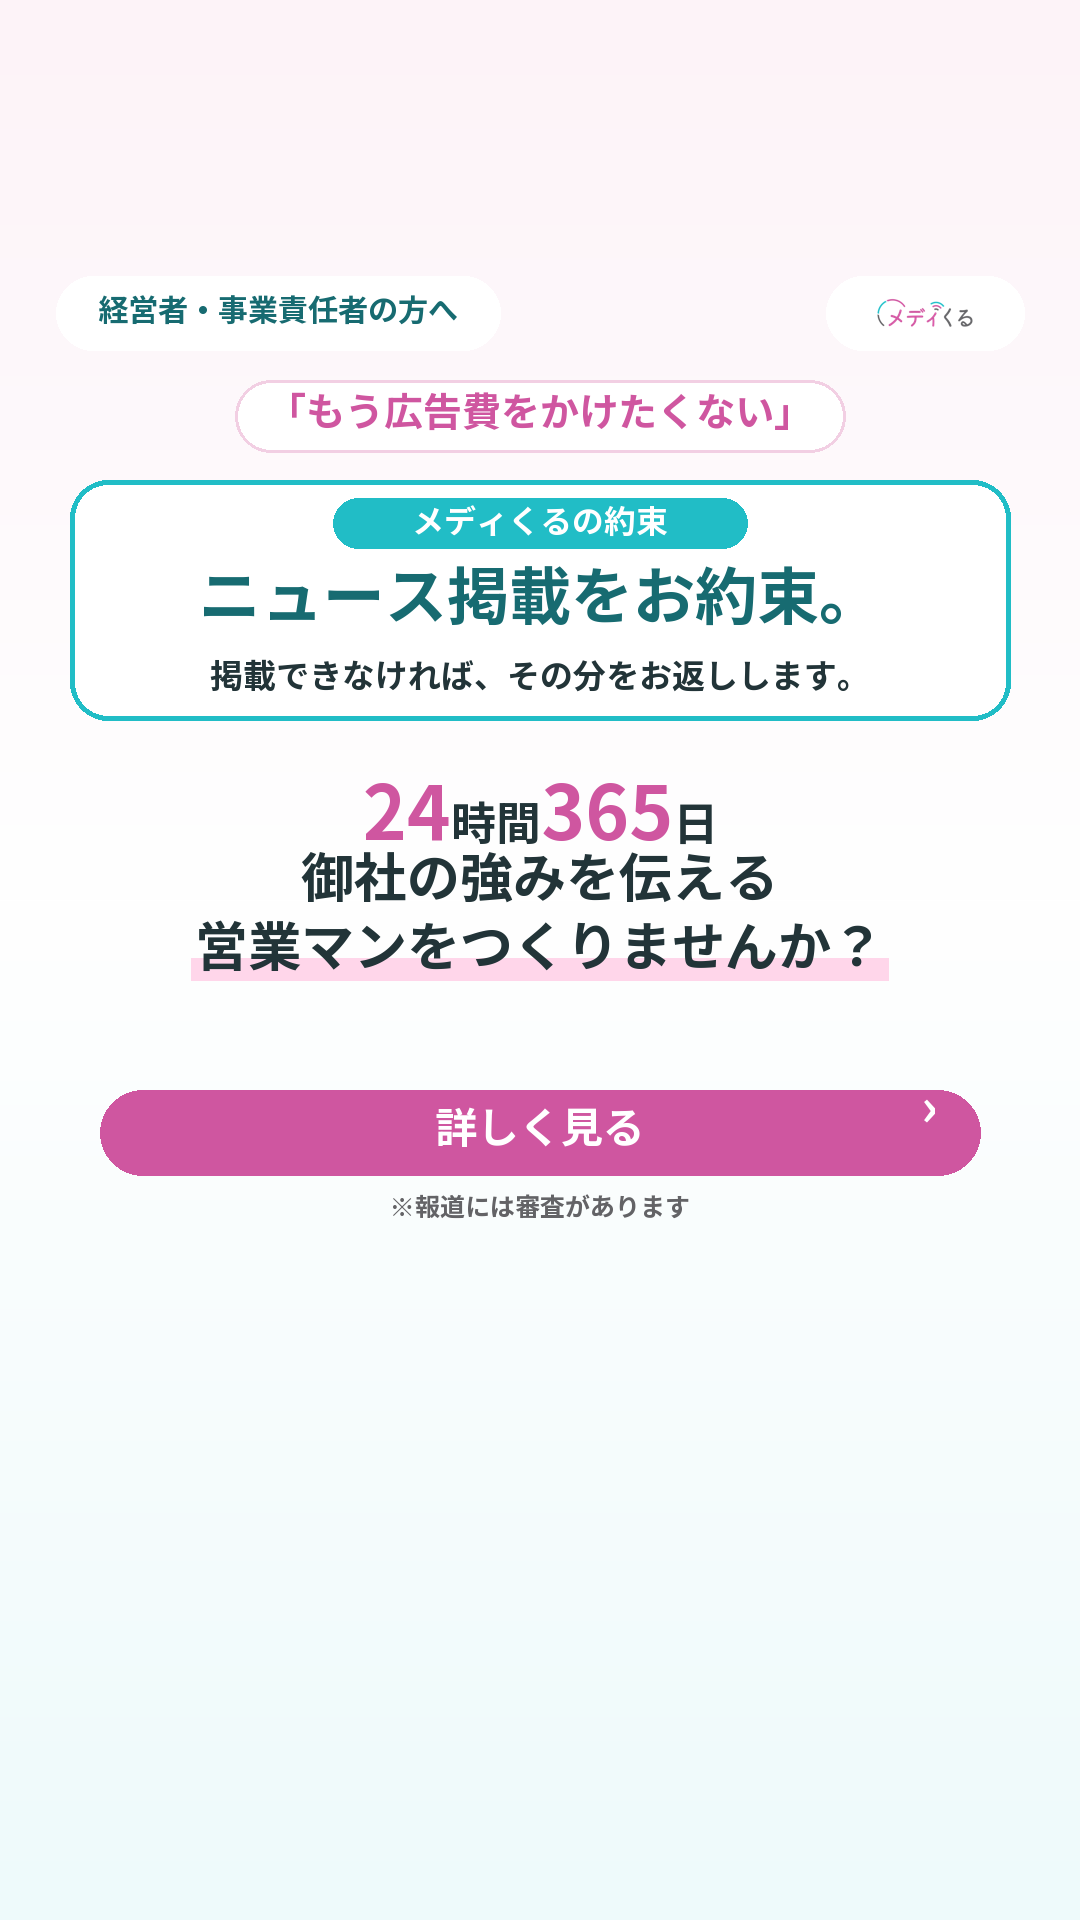 経営者・事業責任者の方へ
メディくる
「もう広告費をかけたくない」
メディくるの約束
ニュース掲載をお約束。
掲載できなければ、その分をお返しします。
24時間365日
御社の強みを伝える
営業マンをつくりませんか？
詳しく見る ›
※報道には審査があります